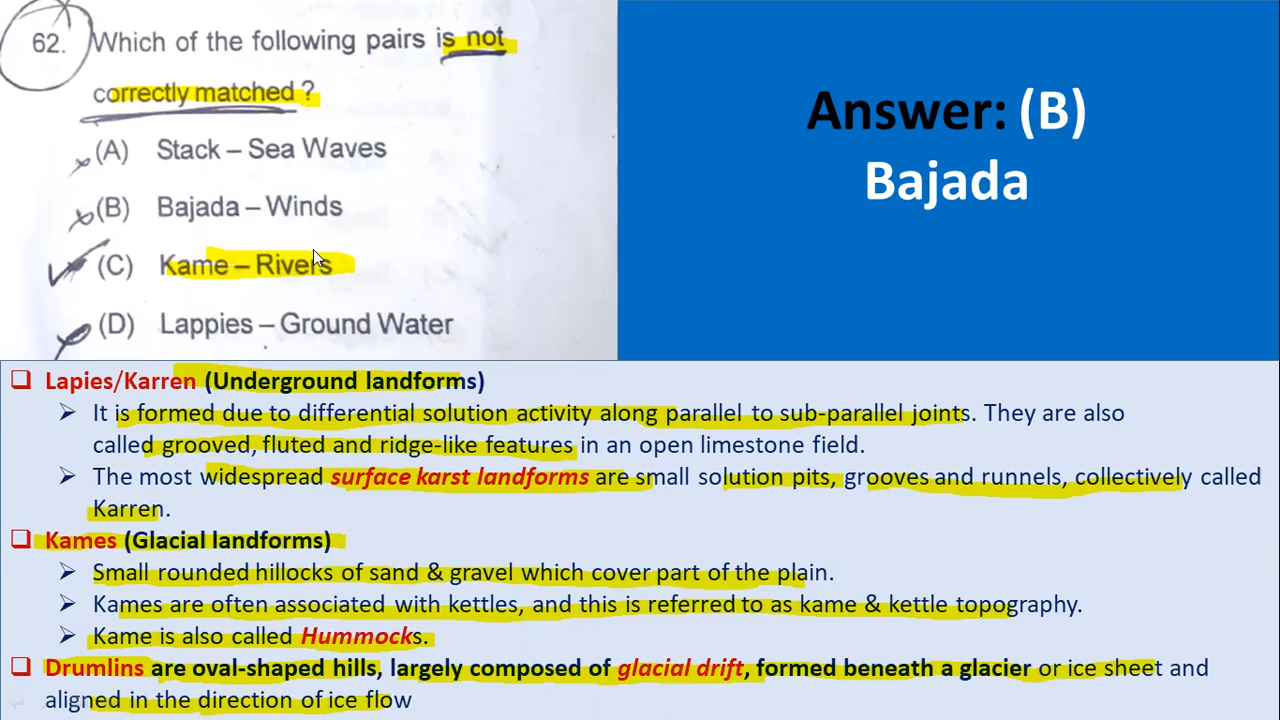 62. Which of the following pairs is not
correctly matched ?
(A) Stack – Sea Waves
(B) Bajada – Winds
(C) Kame – Rivers
(D) Lappies – Ground Water
Answer: (B)
Bajada
❑ Lapies/Karren (Underground landforms)
➢ It is formed due to differential solution activity along parallel to sub-parallel joints. They are also
called grooved, fluted and ridge-like features in an open limestone field.
➢ The most widespread surface karst landforms are small solution pits, grooves and runnels, collectively called
Karren.
❑ Kames (Glacial landforms)
➢ Small rounded hillocks of sand & gravel which cover part of the plain.
➢ Kames are often associated with kettles, and this is referred to as kame & kettle topography.
➢ Kame is also called Hummocks.
❑ Drumlins are oval-shaped hills, largely composed of glacial drift, formed beneath a glacier or ice sheet and
aligned in the direction of ice flow